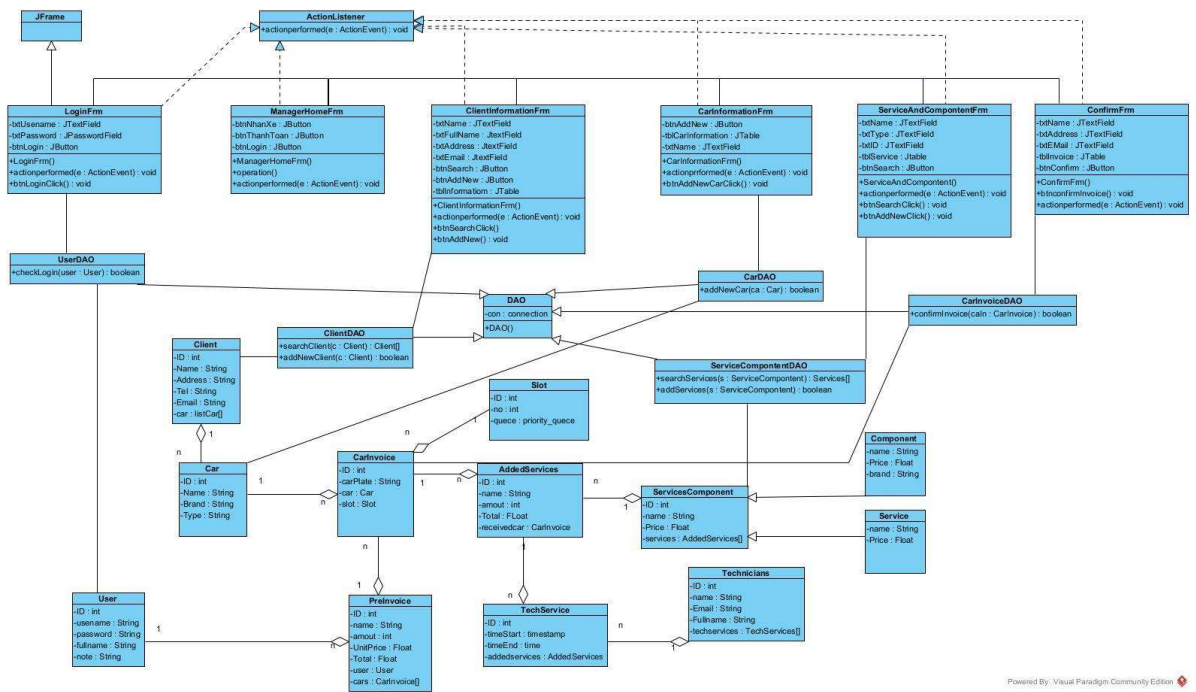 JFrame
ActionListener
+actionperformed(e : ActionEvent) : void
LoginFrm
-txtUsename : JTextField
-txtPassword : JPasswordField
-btnLogin : JButton
+LoginFrm()
+actionperformed(e : ActionEvent) : void
+btnLoginClick() : void
ManagerHomeFrm
-btnNhanXe : JButton
-btnThanhToan : JButton
-btnLogin : JButton
+ManagerHomeFrm()
+operation()
+actionperformed(e : ActionEvent) : void
ClientInformationFrm
-txtName : JTextField
-txtFullName : JtextField
-txtAddress : JtextField
-txtEmail : JtextField
-btnSearch : JButton
-btnAddNew : JButton
-tblInformatiom : JTable
+ClientInformationFrm()
+actionperformed(e : ActionEvent) : void
+btnSearchClick()
+btnAddNew() : void
CarInformationFrm
-btnAddNew : JButton
-tblCarInformation : JTable
-txtName : JTextField
+CarInformationFrm()
+actionprrformed(e : ActionEvent) : void
+btnAddNewCarClick() : void
ServiceAndCompontentFrm
-txtName : JTextField
-txtType : JTextField
-txtID : JTextField
-tblService : Jtable
-btnSearch : JButton
+ServiceAndCompontent()
+actionperformed(e : ActionEvent) : void
+btnSearchClick() : void
+btnAddNewClick() : void
ConfirmFrm
-txtName : JTextField
-txtAddress : JTextField
-txtEMail : JTextField
-tblInvoice : JTable
-btnConfirm : JButton
+ConfirmFrm()
+btnconfirmInvoice() : void
+actionperformed(e : ActionEvent) : void
UserDAO
+checkLogin(user : User) : boolean
DAO
-con : connection
+DAO()
CarDAO
+addNewCar(ca : Car) : boolean
CarInvoiceDAO
+confirmInvoice(caIn : CarInvoice) : boolean
ClientDAO
+searchClient(c : Client) : Client[]
+addNewClient(c : Client) : boolean
ServiceCompontentDAO
+searchServices(s : ServiceCompontent) : Services[]
+addServices(s : ServiceCompontent) : boolean
Client
-ID : int
-Name : String
-Address : String
-Tel : String
-Email : String
-car : listCar[]
Slot
-ID : int
-no : int
-quece : priority_quece
n
1
1
n
Car
-ID : int
-Name : String
-Brand : String
-Type : String
1
n
CarInvoice
-ID : int
-carPlate : String
-car : Car
-slot : Slot
1
n
AddedServices
-ID : int
-name : String
-amout : int
-Total : FLoat
-receivedcar : CarInvoice
n
1
ServicesComponent
-ID : int
-name : String
-Price : Float
-services : AddedServices[]
Component
-name : String
-Price : Float
-brand : String
Service
-name : String
-Price : Float
n
1
1
n
User
-ID : int
-usename : String
-password : String
-fullname : String
-note : String
1
n
PreInvoice
-ID : int
-name : String
-amout : int
-UnitPrice : Float
-Total : Float
-user : User
-cars : CarInvoice[]
TechService
-ID : int
-timeStart : timestamp
-timeEnd : time
-addedservices : AddedServices
n
1
Technicians
-ID : int
-name : String
-Email : String
-Fullname : String
-techservices : TechServices[]
Powered By Visual Paradigm Community Edition